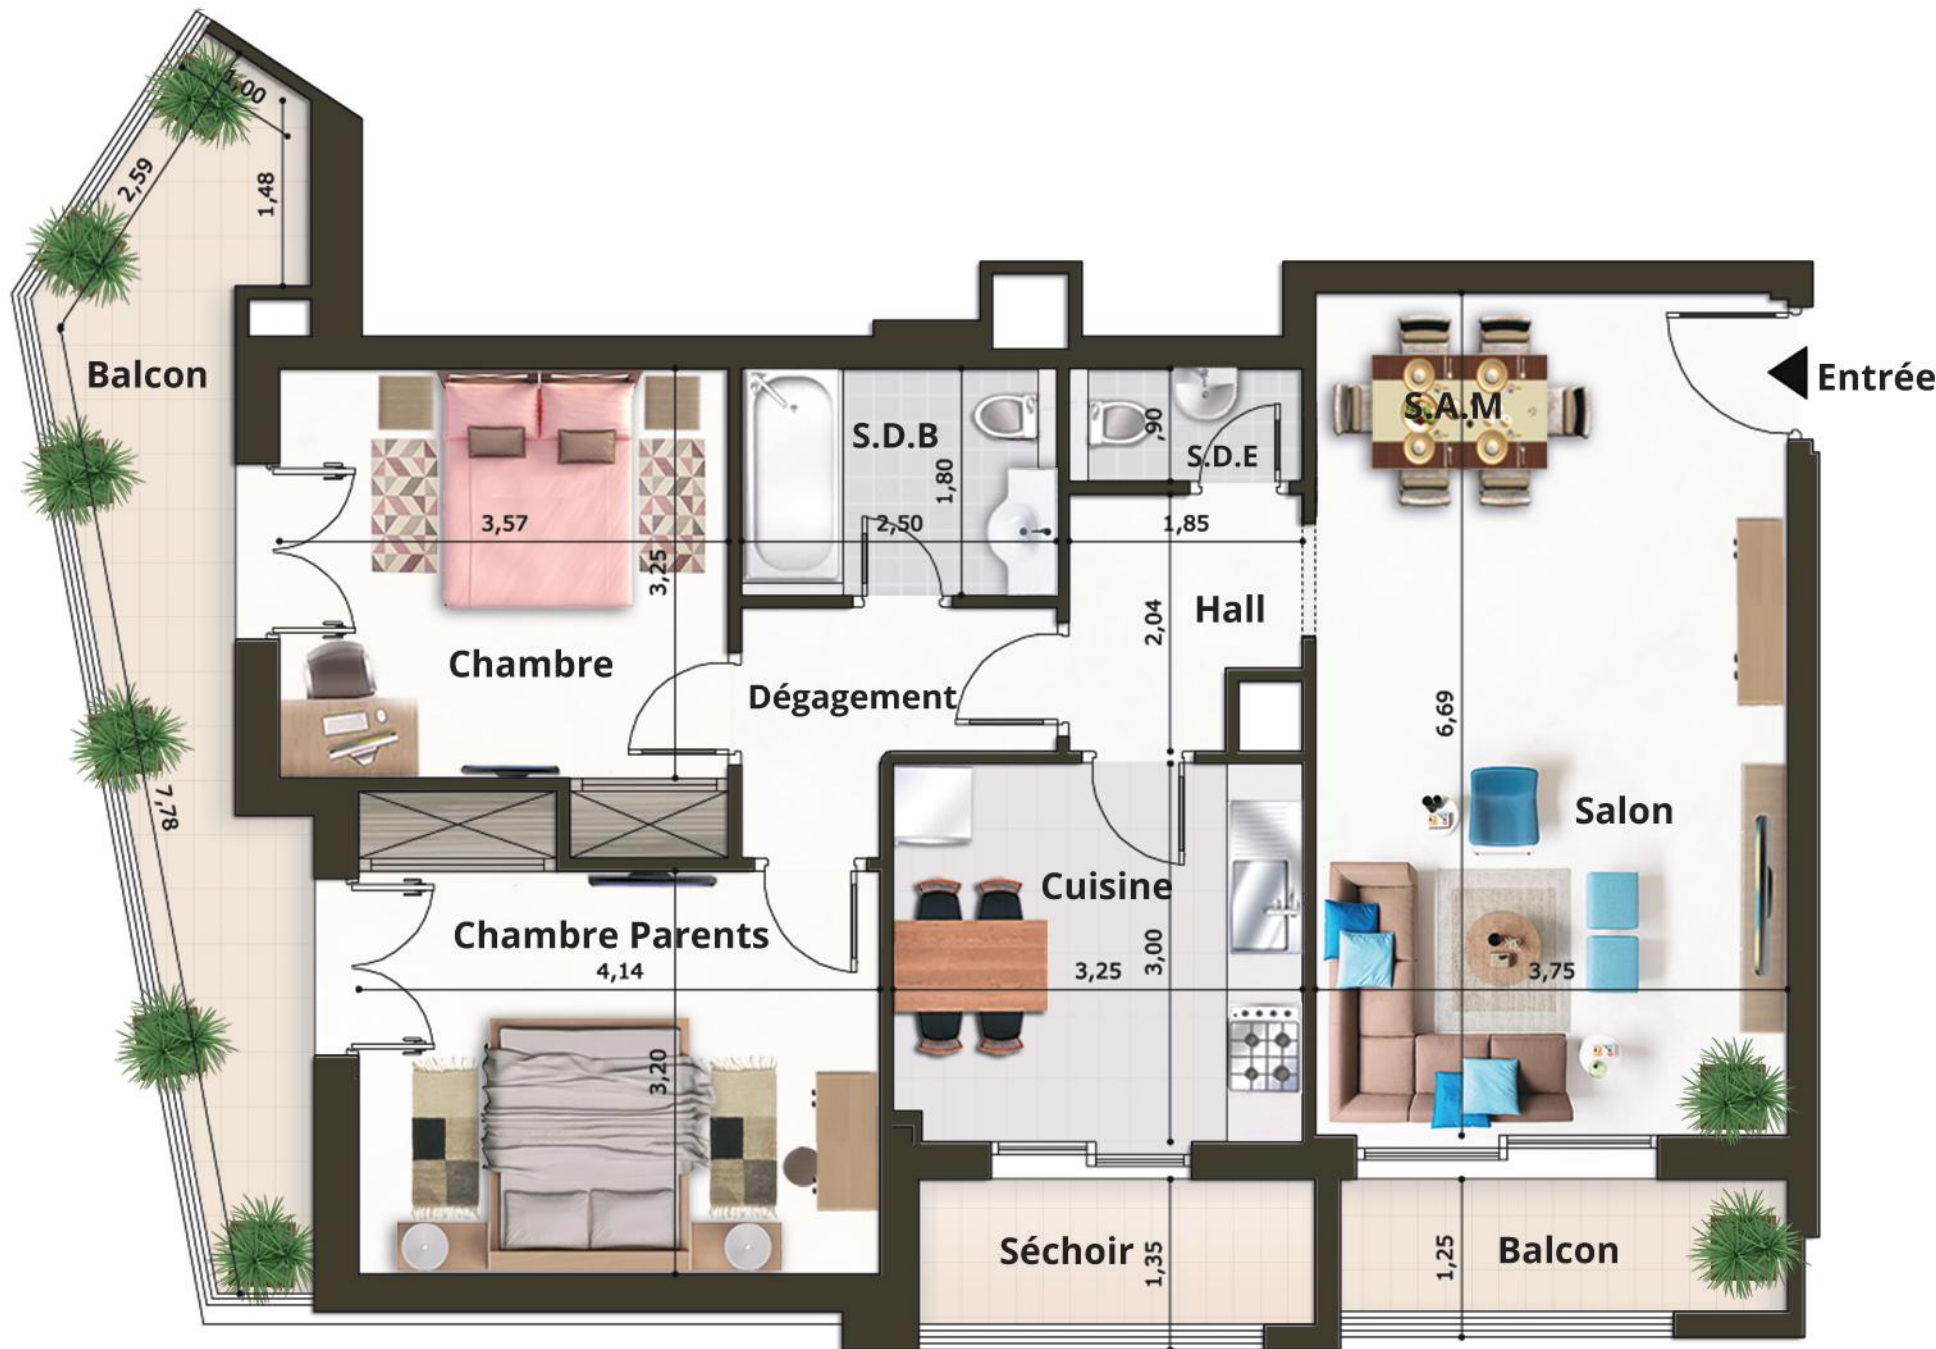 1,00
2,59
1,48
Balcon
Entrée
S.A.M
S.D.B
,90
S.D.E
1,80
3,57
2,50
1,85
3,25
Hall
2,04
Chambre
Dégagement
6,69
7,78
Salon
Cuisine
Chambre Parents
4,14
3,25
3,00
3,75
3,20
Séchoir
1,35
1,25
Balcon